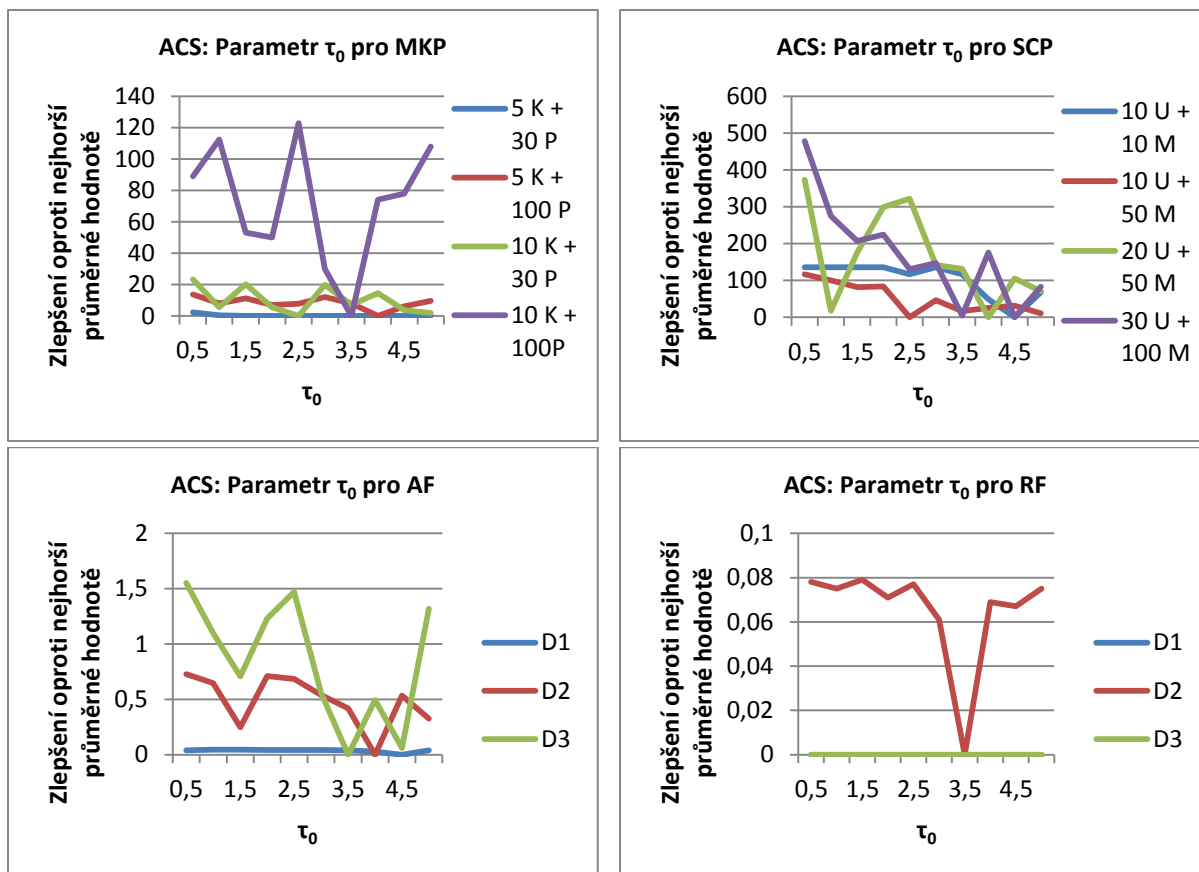 ACS: Parametr τ₀ pro MKP
Zlepšení oproti nejhorší
průměrné hodnotě
140
120
100
80
60
40
20
0
0,5
1,5
2,5
3,5
4,5
τ₀
5 K +
30 P
5 K +
100 P
10 K +
30 P
10 K +
100P
ACS: Parametr τ₀ pro SCP
Zlepšení oproti nejhorší
průměrné hodnotě
600
500
400
300
200
100
0
0,5
1,5
2,5
3,5
4,5
τ₀
10 U +
10 M
10 U +
50 M
20 U +
50 M
30 U +
100 M
ACS: Parametr τ₀ pro AF
Zlepšení oproti nejhorší
průměrné hodnotě
2
1,5
1
0,5
0
0,5
1,5
2,5
3,5
4,5
τ₀
D1
D2
D3
ACS: Parametr τ₀ pro RF
Zlepšení oproti nejhorší
průměrné hodnotě
0,1
0,08
0,06
0,04
0,02
0
0,5
1,5
2,5
3,5
4,5
τ₀
D1
D2
D3